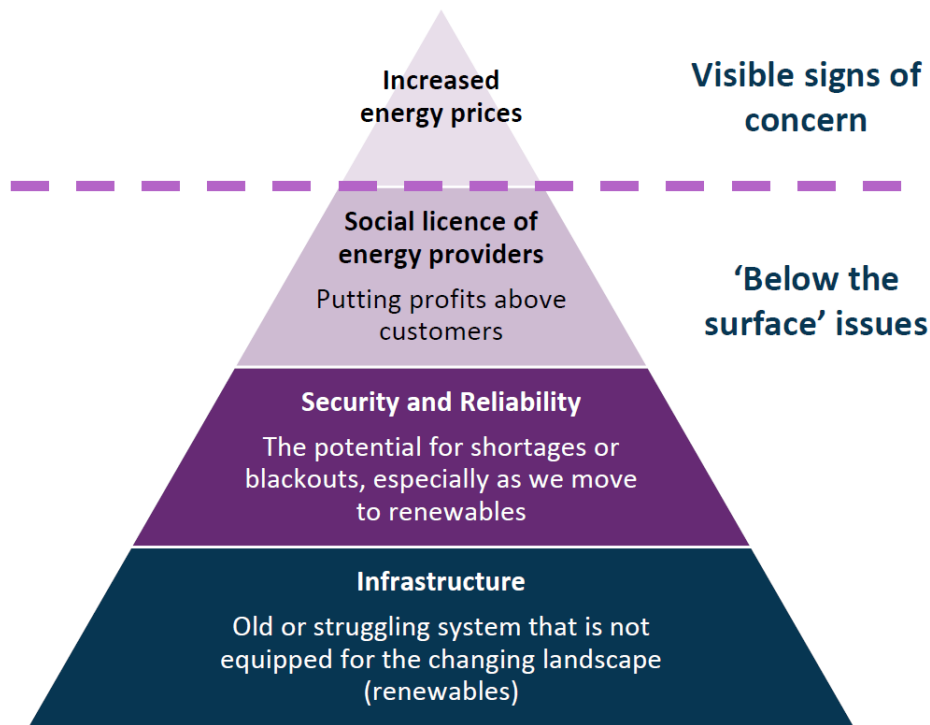 Increased
energy prices
Visible signs of
concern
Social licence of
energy providers
Putting profits above
customers
‘Below the
surface’ issues
Security and Reliability
The potential for shortages or
blackouts, especially as we move
to renewables
Infrastructure
Old or struggling system that is not
equipped for the changing landscape
(renewables)